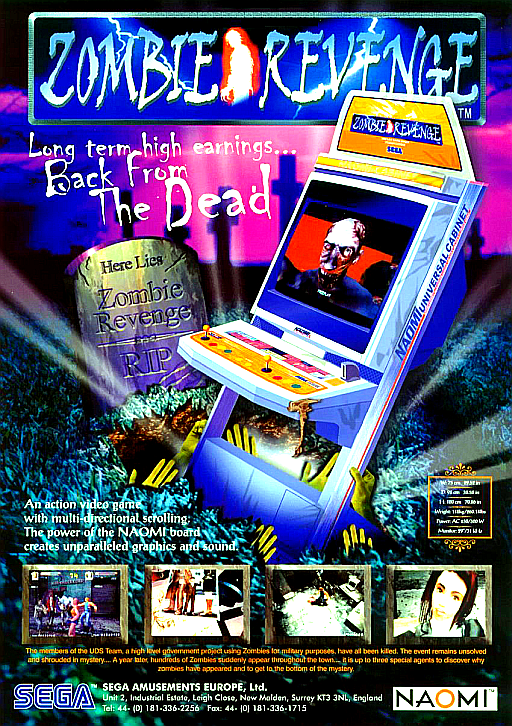 ZOMBIE REVENGE
TM
ZOMBIE REVENGE
SEGA
Long term high earnings...
Back From
The Dead
NAOMI UNIVERSAL CABINET
Here Lies
Zombie
Revenge
RIP
NAOMI
An action video game
with multi-directional scrolling.
The power of the NAOMI board
creates unparalleled graphics and sound.
The members of the UDS Team, a high level government project using Zombies for military purposes, have all been killed. The event remains unsolved
and shrouded in mystery.... A year later, hundreds of Zombies suddenly appear throughout the town.... it is up to three special agents to discover why
zombies have appeared and to get to the bottom of the mystery.
SEGA™
SEGA AMUSEMENTS EUROPE, Ltd.
Unit 2, Industrial Estate, Leigh Close, New Malden, Surrey KT3 3NL, England
Tel: 44- (0) 181-336-2256 Fax: 44- (0) 181-336-1715
NAOMI™